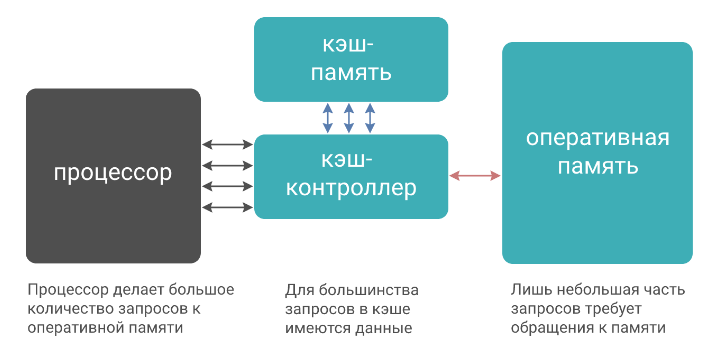 кэш-
память
процессор
кэш-
контроллер
оперативная
память
Процессор делает большое
количество запросов к
оперативной памяти
Для большинства
запросов в кэше
имеются данные
Лишь небольшая часть
запросов требует
обращения к памяти